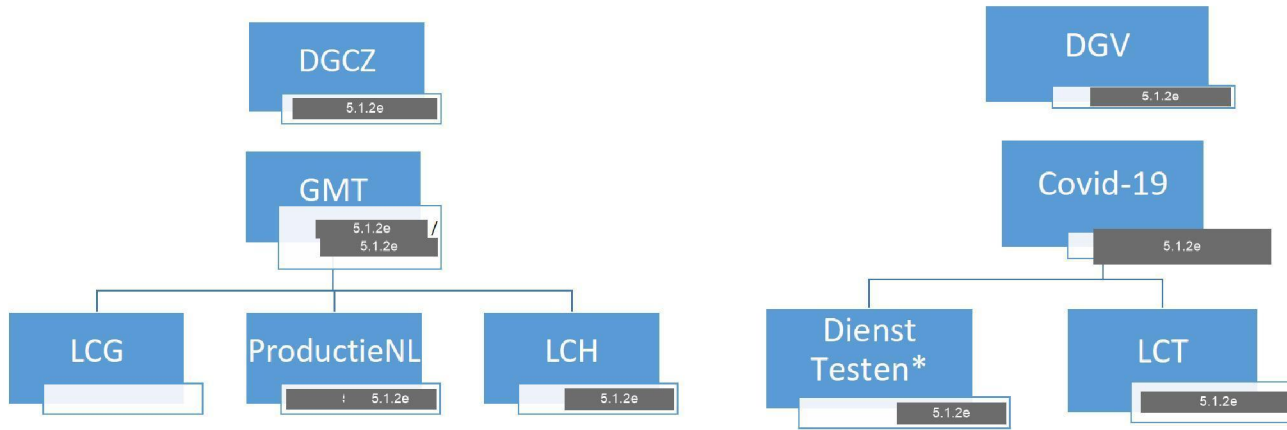 DGCZ
5.1.2e
GMT
5.1.2e /
5.1.2e
LCG
ProductieNL
5.1.2e
LCH
5.1.2e
DGV
5.1.2e
Covid-19
5.1.2e
Dienst
Testen*
5.1.2e
LCT
5.1.2e